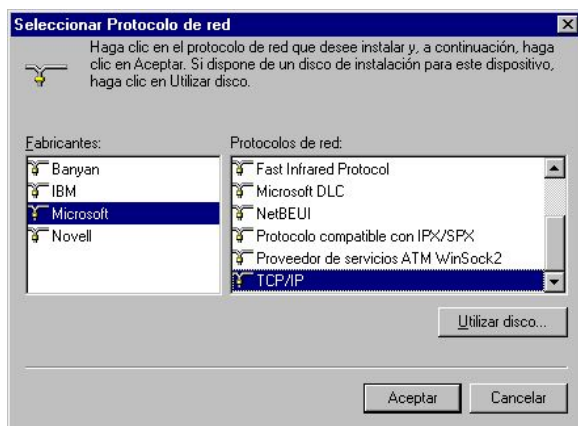 Seleccionar Protocolo de red
Haga clic en el protocolo de red que desee instalar y, a continuación, haga
clic en Aceptar. Si dispone de un disco de instalación para este dispositivo,
haga clic en Utilizar disco.
Fabricantes:
Banyan
IBM
Microsoft
Novell
Protocolos de red:
Fast Infrared Protocol
Microsoft DLC
NetBEUI
Protocolo compatible con IPX/SPX
Proveedor de servicios ATM WinSock2
TCP/IP
Utilizar disco...
Aceptar
Cancelar